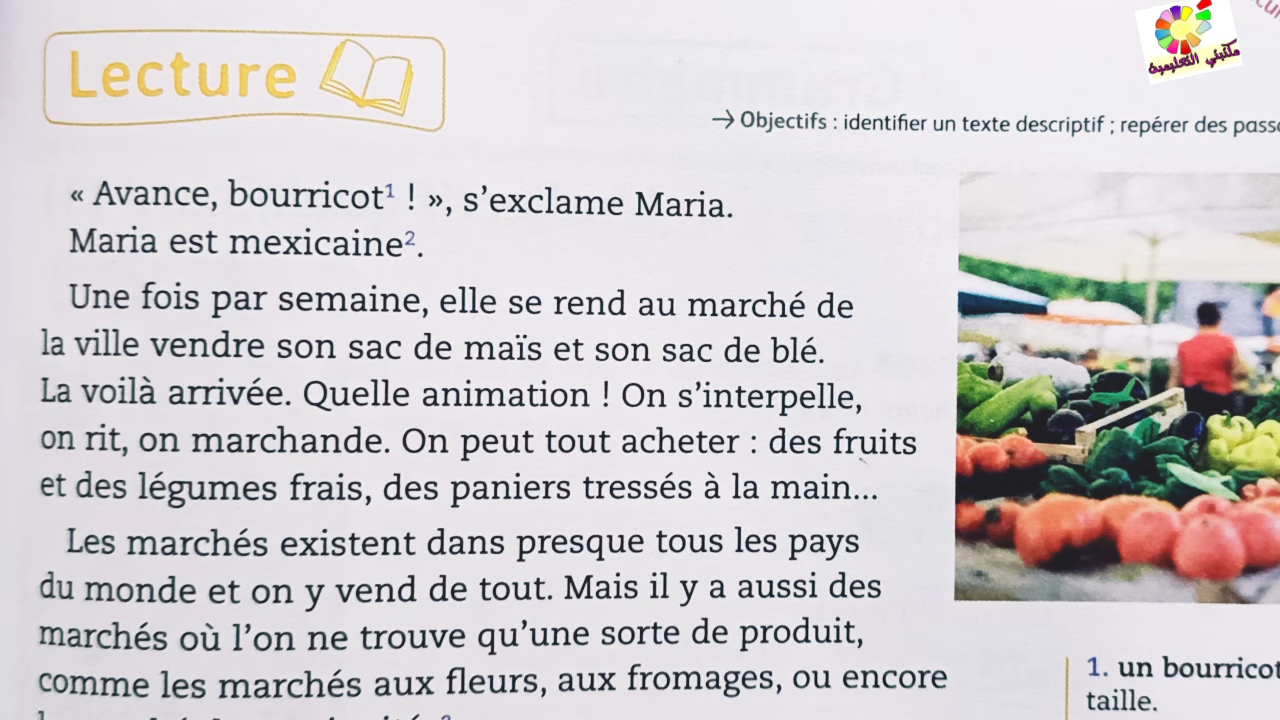 Lecture
مكتبتي التعليمية
→ Objectifs : identifier un texte descriptif ; repérer des
« Avance, bourricot¹ ! », s’exclame Maria.
Maria est mexicaine².
Une fois par semaine, elle se rend au marché de
la ville vendre son sac de maïs et son sac de blé.
La voilà arrivée. Quelle animation ! On s’interpelle,
on rit, on marchande. On peut tout acheter : des fruits
et des légumes frais, des paniers tressés à la main...
Les marchés existent dans presque tous les pays
du monde et on y vend de tout. Mais il y a aussi des
marchés où l’on ne trouve qu’une sorte de produit,
comme les marchés aux fleurs, aux fromages, ou encore
1. un bourricot
taille.